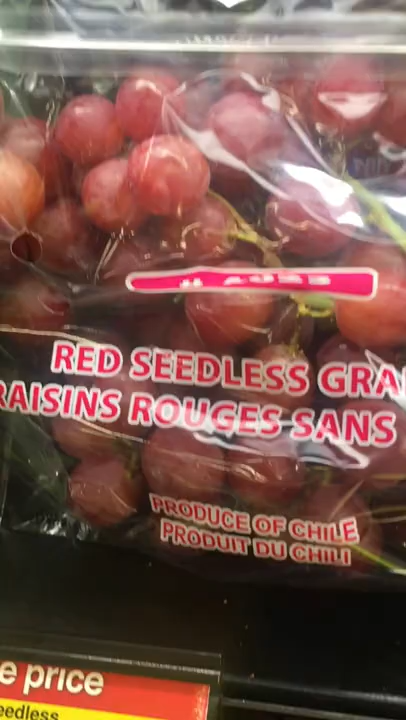 RED SEEDLESS GRA
RAISINS ROUGES SANS
PRODUCE OF CHILE
PRODUIT DU CHILI
e price
eedless